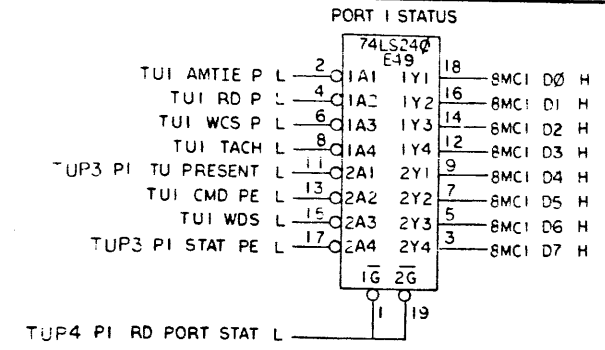 PORT 1 STATUS
74LS240
E49
TU1 AMTIE P L 2 1A1 1Y1 18 8MC1 D0 H
TU1 RD P L 4 1A2 1Y2 16 8MC1 D1 H
TU1 WCS P L 6 1A3 1Y3 14 8MC1 D2 H
TU1 TACH L 8 1A4 1Y4 12 8MC1 D3 H
TUP3 P1 TU PRESENT L 11 2A1 2Y1 9 8MC1 D4 H
TU1 CMD PE L 13 2A2 2Y2 7 8MC1 D5 H
TU1 WDS L 15 2A3 2Y3 5 8MC1 D6 H
TUP3 P1 STAT PE L 17 2A4 2Y4 3 8MC1 D7 H
1G 2G
1 19
TUP4 P1 RD PORT STAT L